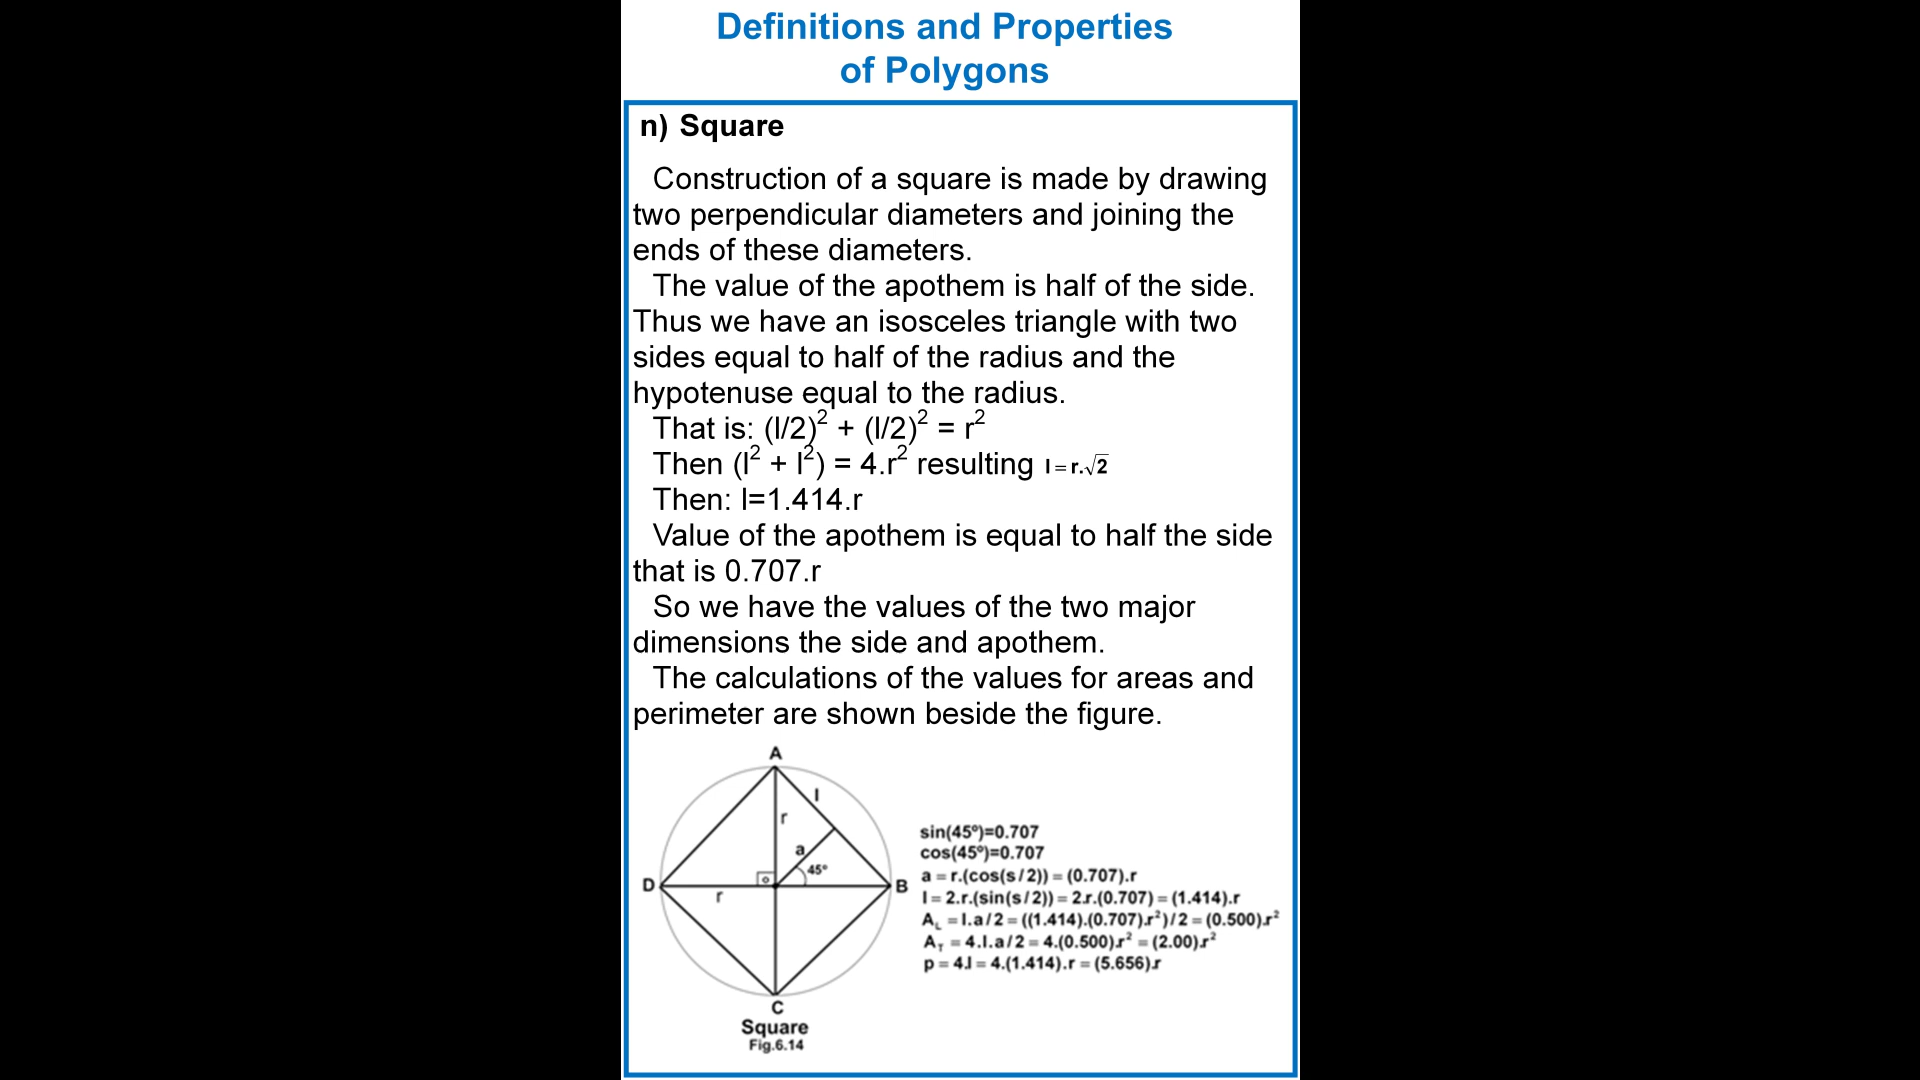 Definitions and Properties
of Polygons
n) Square
Construction of a square is made by drawing
two perpendicular diameters and joining the
ends of these diameters.
The value of the apothem is half of the side.
Thus we have an isosceles triangle with two
sides equal to half of the radius and the
hypotenuse equal to the radius.
That is: (l/2)² + (l/2)² = r²
Then (l² + l²) = 4.r² resulting l = r.√2
Then: l=1.414.r
Value of the apothem is equal to half the side
that is 0.707.r
So we have the values of the two major
dimensions the side and apothem.
The calculations of the values for areas and
perimeter are shown beside the figure.
A
l
r
a
45º
D
o
B
r
C
Square
Fig.6.14
sin(45º)=0.707
cos(45º)=0.707
a = r.(cos(s/2)) = (0.707).r
l = 2.r.(sin(s/2)) = 2.r.(0.707) = (1.414).r
A_L = l.a/2 = ((1.414).(0.707).r²)/2 = (0.500).r²
A_T = 4.l.a/2 = 4.(0.500).r² = (2.00).r²
p = 4.l = 4.(1.414).r = (5.656).r